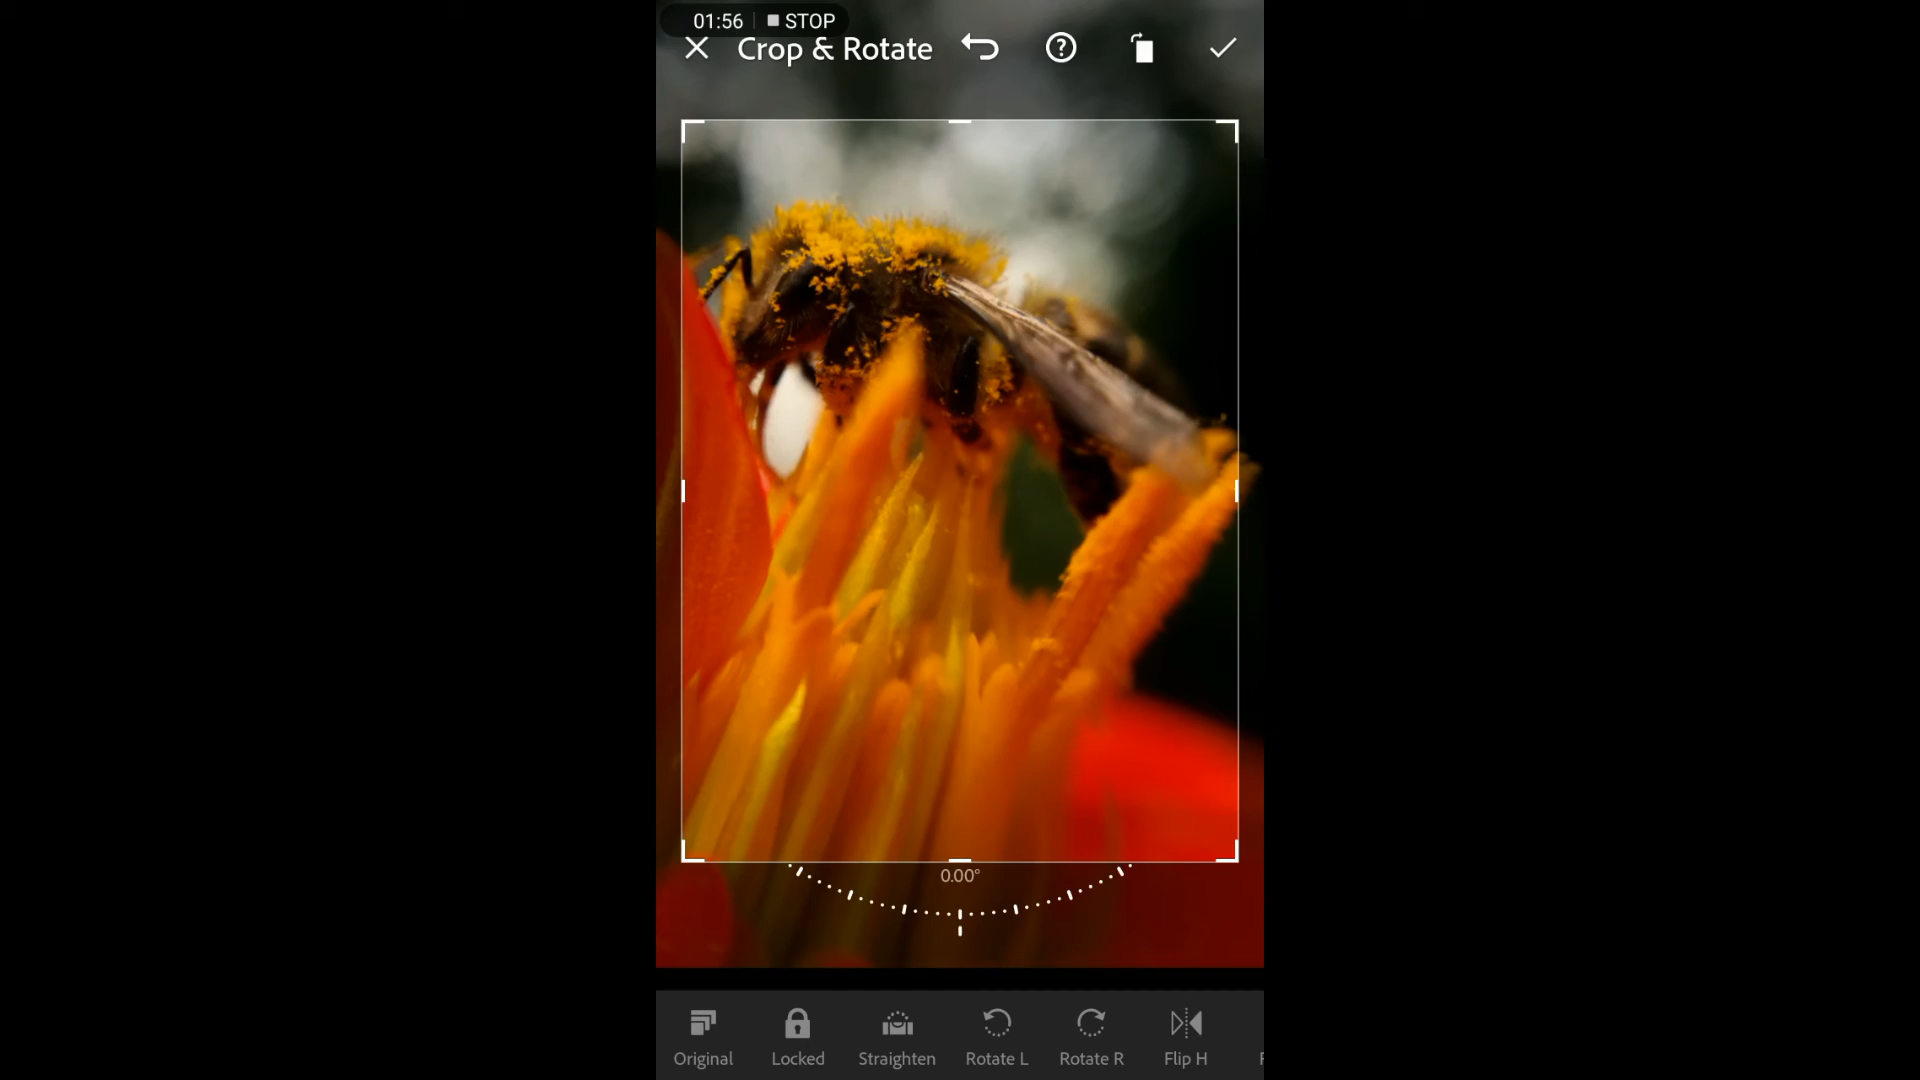 01:56 STOP
Crop & Rotate
0.00°
Original Locked Straighten Rotate L Rotate R Flip H